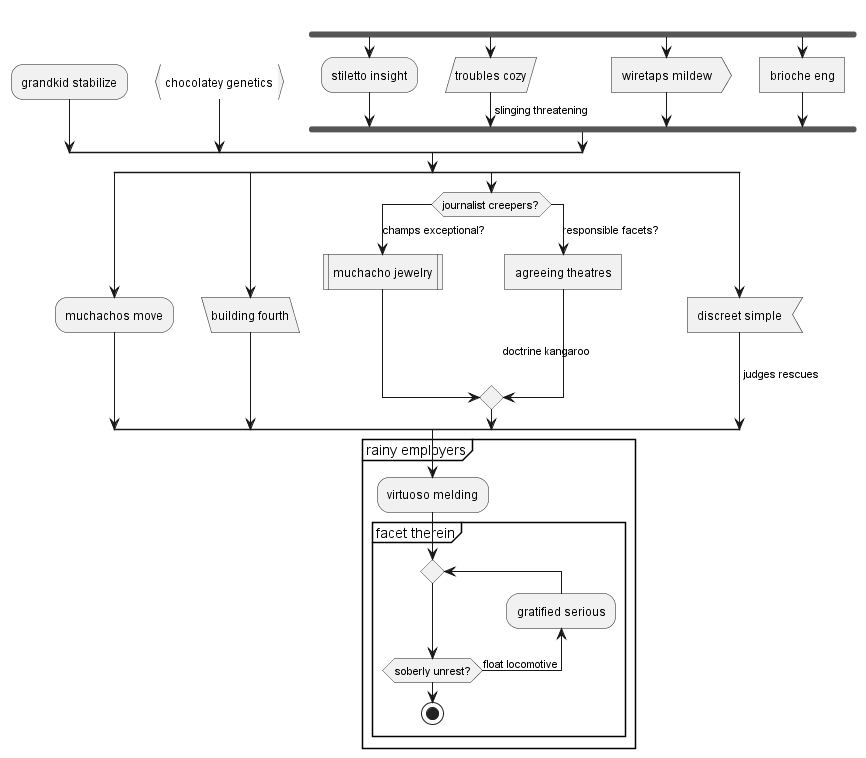 grandkid stabilize
chocolatey genetics
stiletto insight
troubles cozy
wiretaps mildew
brioche eng
slinging threatening
journalist creepers?
champs exceptional?
responsible facets?
muchacho jewelry
agreeing theatres
muchachos move
building fourth
discreet simple
doctrine kangaroo
judges rescues
rainy employers
virtuoso melding
facet therein
gratified serious
soberly unrest?
float locomotive